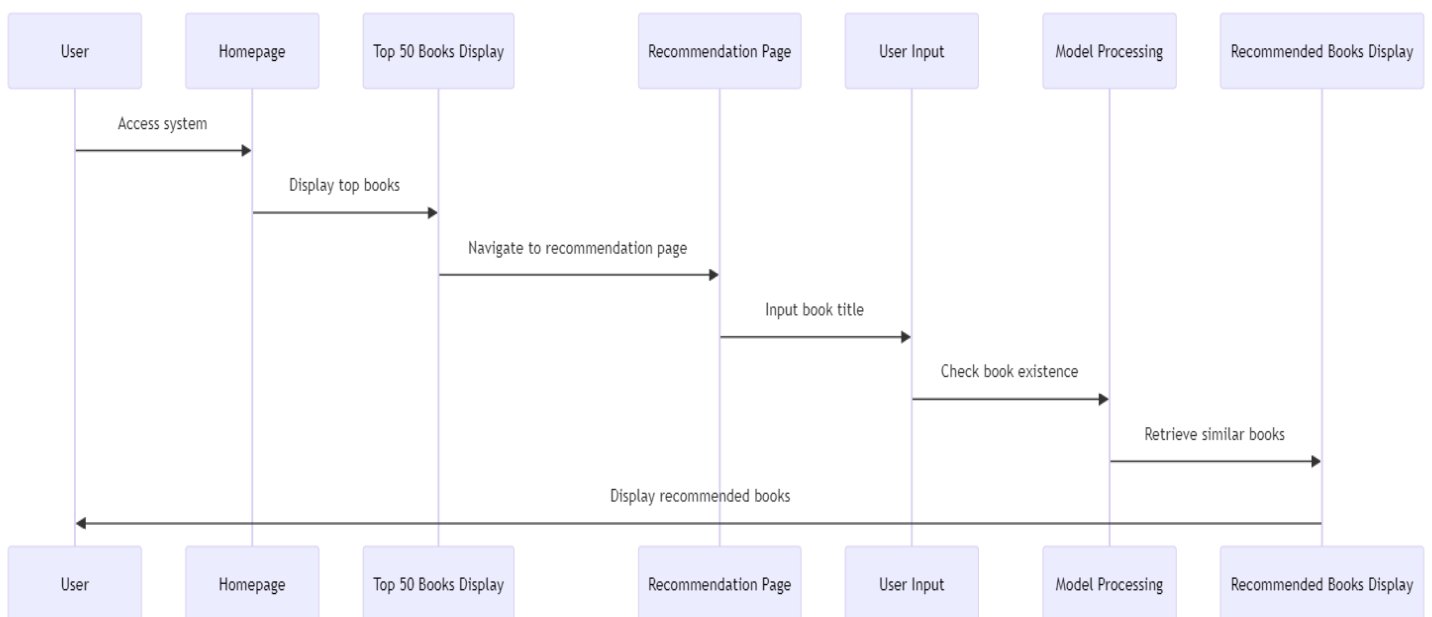 User
Homepage
Top 50 Books Display
Recommendation Page
User Input
Model Processing
Recommended Books Display
Access system
Display top books
Navigate to recommendation page
Input book title
Check book existence
Retrieve similar books
Display recommended books
User
Homepage
Top 50 Books Display
Recommendation Page
User Input
Model Processing
Recommended Books Display